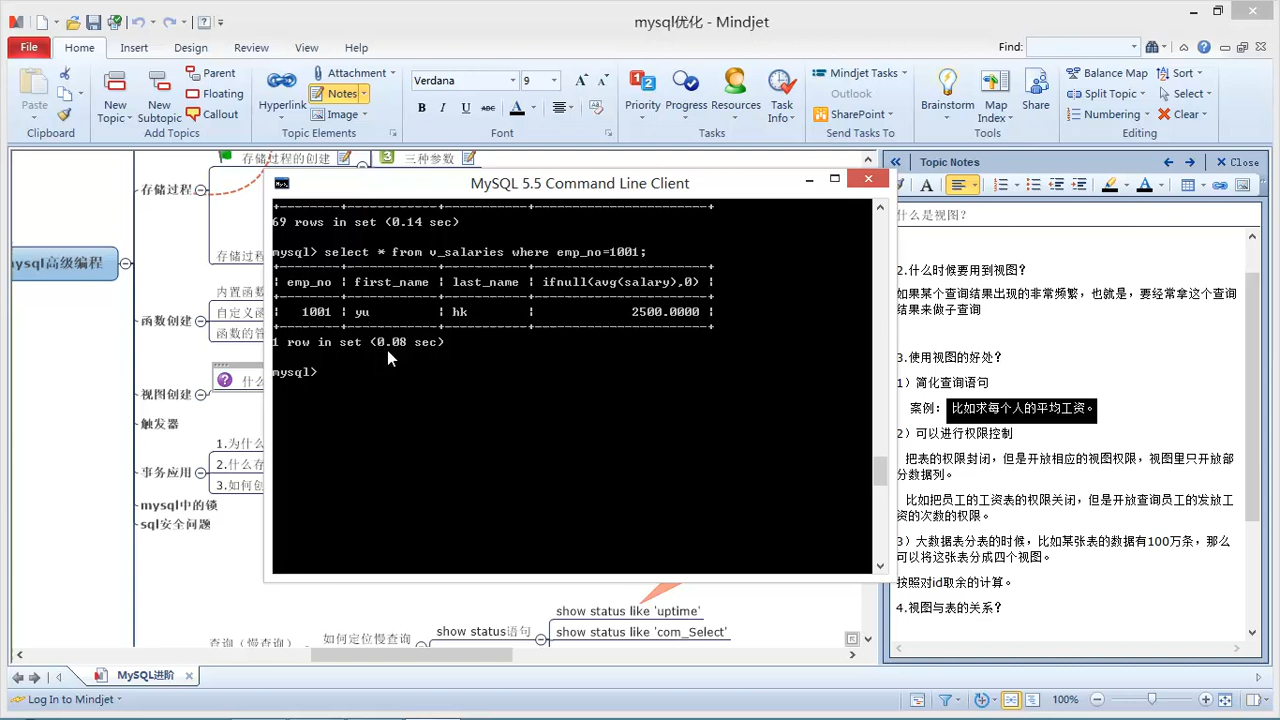 mysql优化 - Mindjet
File
Home
Insert
Design
Review
View
Help
Find:
Paste
Clipboard
New Topic
New Subtopic
Parent
Floating
Callout
Add Topics
Hyperlink
Attachment
Notes
Image
Topic Elements
Verdana
9
B I U abc A
Font
Priority
Progress
Resources
Task Info
Tasks
Mindjet Tasks
Outlook
SharePoint
Send Tasks To
Brainstorm
Map Index
Share
Tools
Balance Map
Split Topic
Numbering
Sort
Select
Clear
Editing
存储过程的创建
3 三种参数
存储过程
存储过
mysql高级编程
内置函
自定义函
函数的管
函数创建
什
视图创建
触发器
1.为什么
2.什么存
3.如何创
事务应用
mysql中的锁
sql安全问题
MySQL 5.5 Command Line Client
69 rows in set (0.14 sec)
mysql> select * from v_salaries where emp_no=1001;
| emp_no | first_name | last_name | ifnull(avg(salary),0) |
| 1001 | yu | hk | 2500.0000 |
1 row in set (0.08 sec)
mysql>
show status like 'uptime'
show status like 'com_Select'
show status语句
如何定位慢查询
查询（慢查询）
Topic Notes
Close
什么是视图？
2.什么时候要用到视图？
如果某个查询结果出现的非常频繁，也就是，要经常拿这个查询
结果来做子查询
3.使用视图的好处？
1）简化查询语句
案例： 比如求每个人的平均工资。
2）可以进行权限控制
把表的权限封闭，但是开放相应的视图权限，视图里只开放部
分数据列。
比如把员工的工资表的权限关闭，但是开放查询员工的发放工
资的次数的权限。
3）大数据表分表的时候，比如某张表的数据有100万条，那么
可以将这张表分成四个视图。
按照对id取余的计算。
4.视图与表的关系？
MySQL进阶
Log In to Mindjet
100%